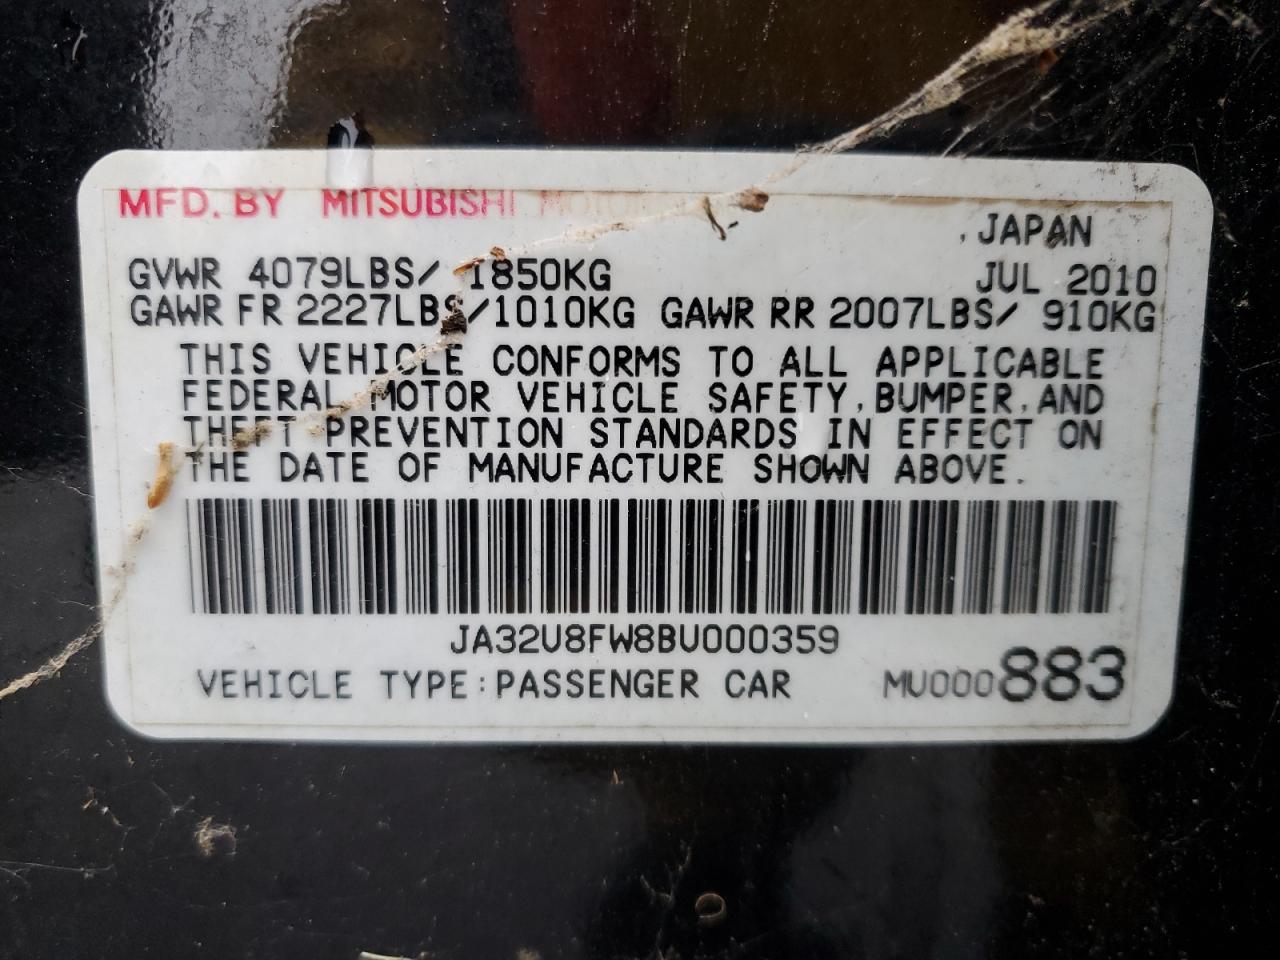 MFD. BY MITSUBISHI MOTORS
, JAPAN
GVWR 4079LBS/ 1850KG JUL 2010
GAWR FR 2227LBS/1010KG GAWR RR 2007LBS/ 910KG
THIS VEHICLE CONFORMS TO ALL APPLICABLE
FEDERAL MOTOR VEHICLE SAFETY, BUMPER, AND
THEFT PREVENTION STANDARDS IN EFFECT ON
THE DATE OF MANUFACTURE SHOWN ABOVE.
JA32U8FW8BU000359
VEHICLE TYPE:PASSENGER CAR MU000883